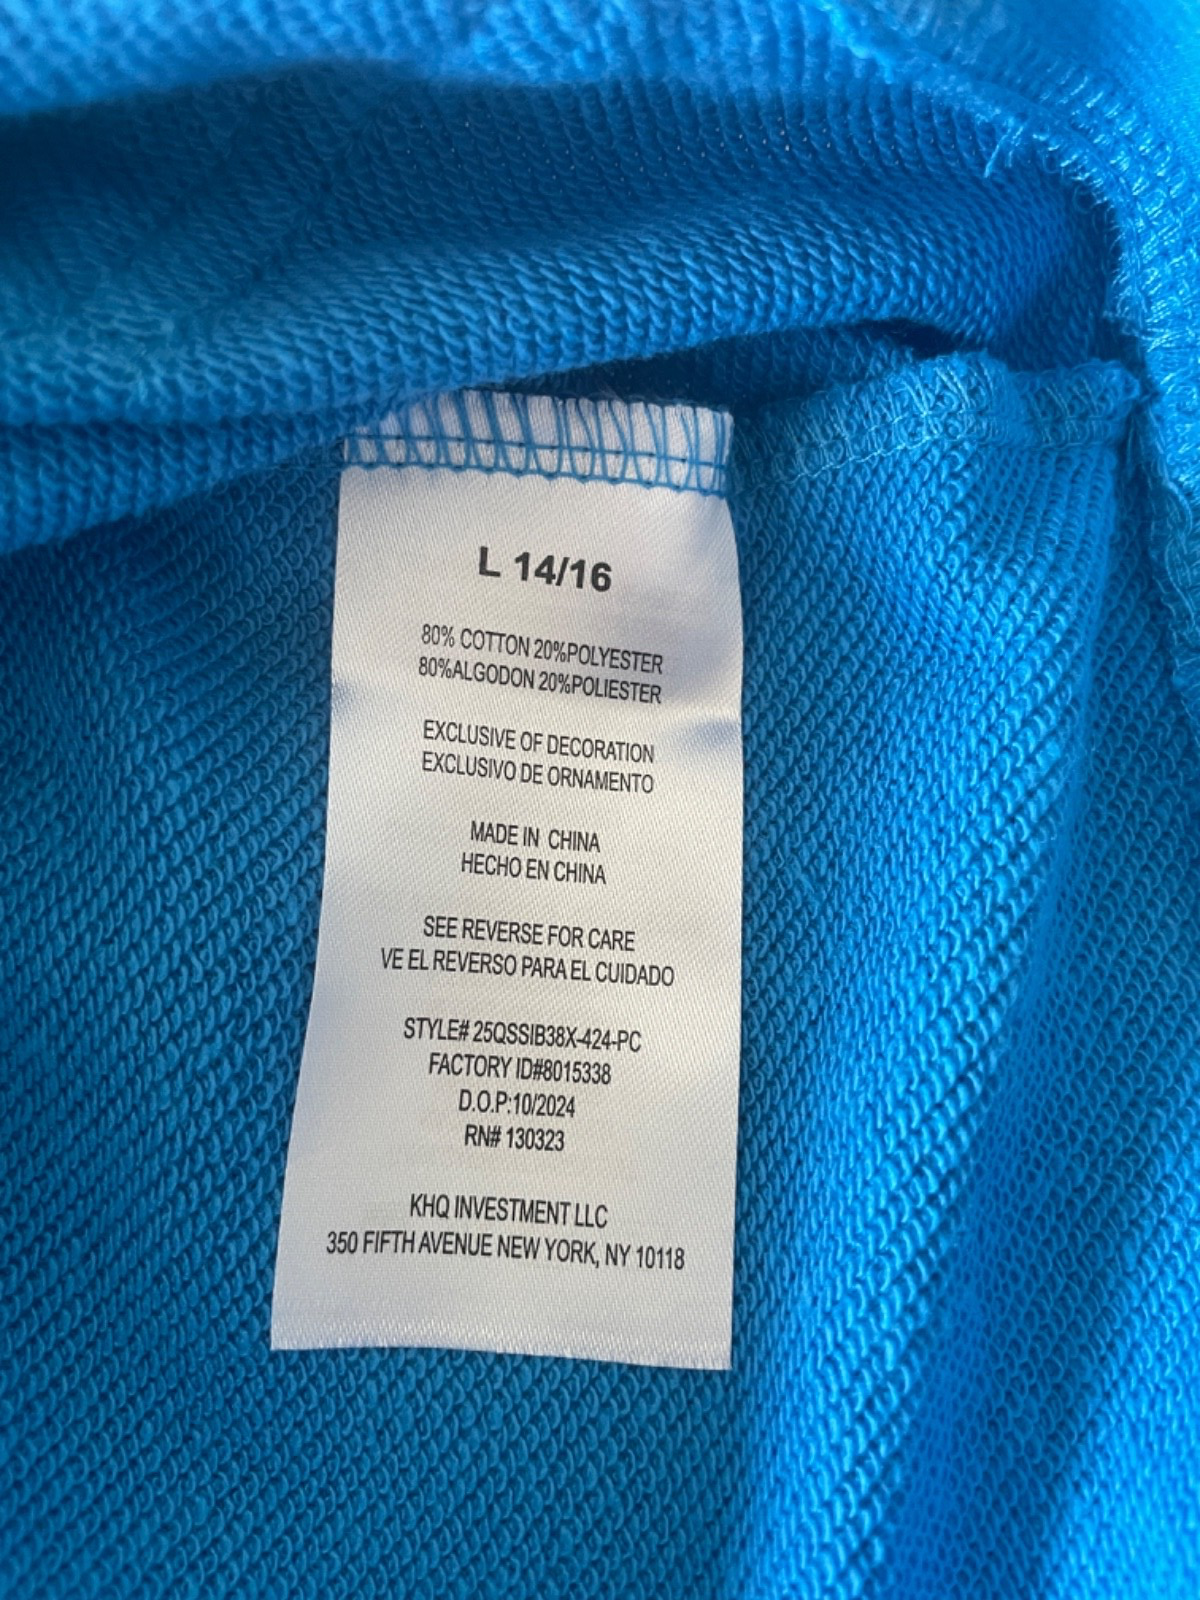 L 14/16
80% COTTON 20%POLYESTER
80%ALGODON 20%POLIESTER
EXCLUSIVE OF DECORATION
EXCLUSIVO DE ORNAMENTO
MADE IN CHINA
HECHO EN CHINA
SEE REVERSE FOR CARE
VE EL REVERSO PARA EL CUIDADO
STYLE# 25QSSIB38X-424-PC
FACTORY ID#8015338
D.O.P:10/2024
RN# 130323
KHQ INVESTMENT LLC
350 FIFTH AVENUE NEW YORK, NY 10118